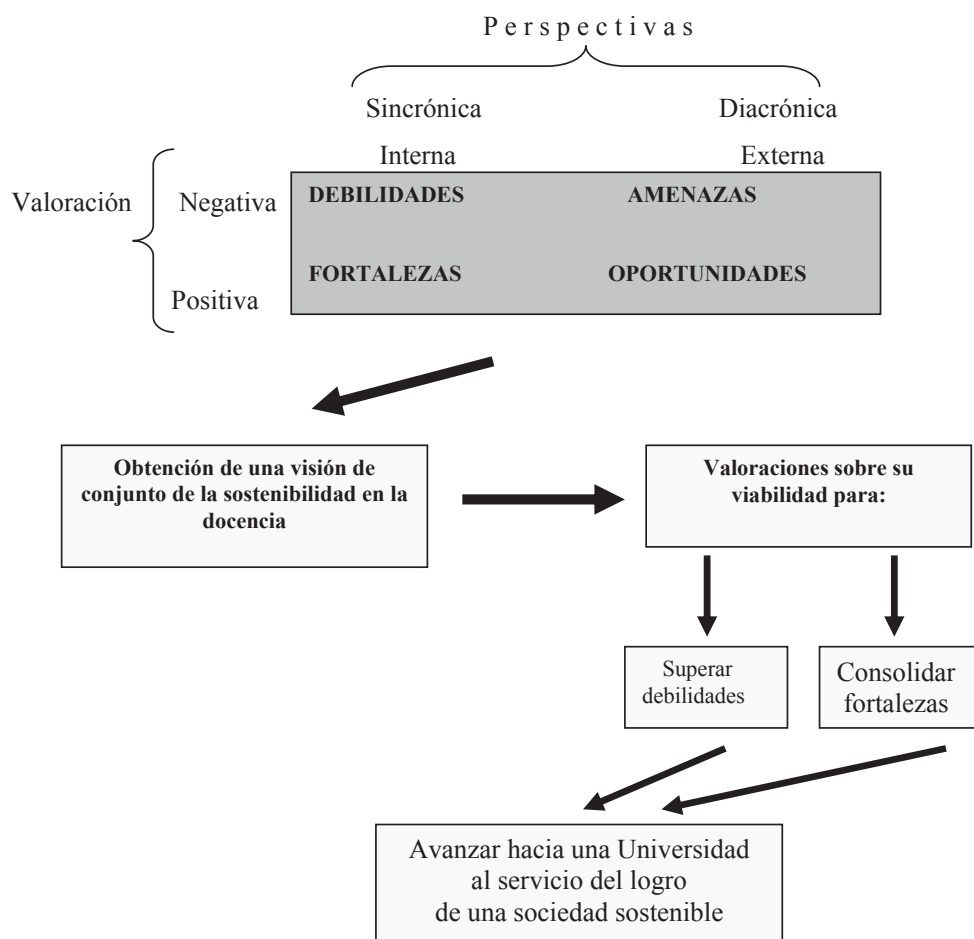 P e r s p e c t i v a s
Sincrónica Diacrónica
Interna Externa
Valoración Negativa DEBILIDADES AMENAZAS
FORTALEZAS OPORTUNIDADES
Positiva
Obtención de una visión de
conjunto de la sostenibilidad en la
docencia
Valoraciones sobre su
viabilidad para:
Superar
debilidades
Consolidar
fortalezas
Avanzar hacia una Universidad
al servicio del logro
de una sociedad sostenible